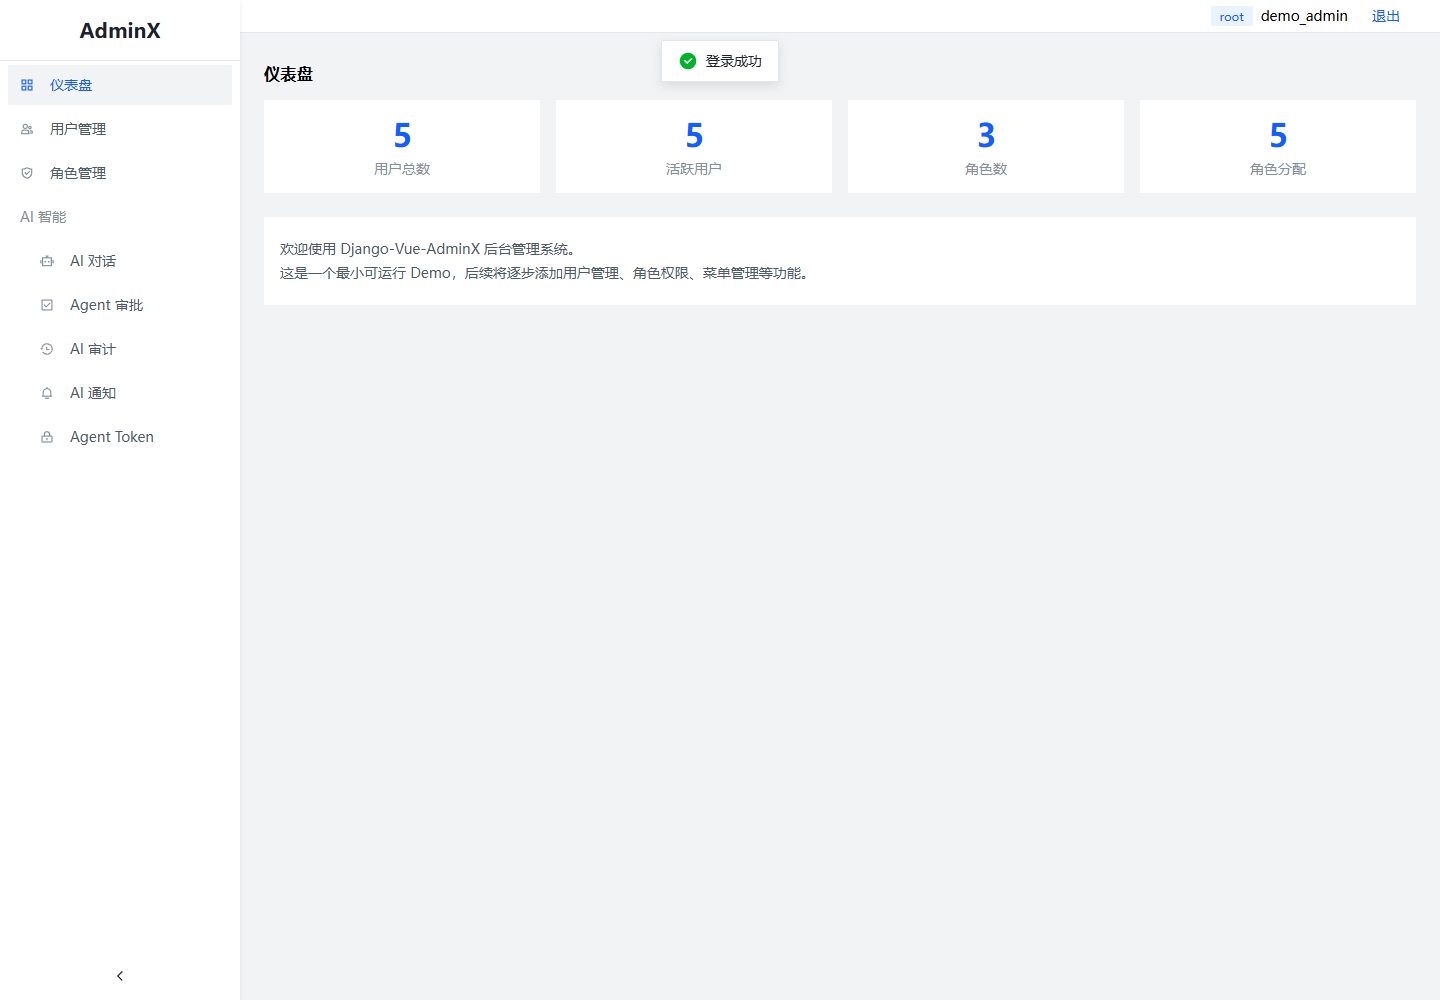 AdminX
root demo_admin 退出
登录成功
仪表盘
用户管理
角色管理
AI 智能
AI 对话
Agent 审批
AI 审计
AI 通知
Agent Token
仪表盘
5
用户总数
5
活跃用户
3
角色数
5
角色分配
欢迎使用 Django-Vue-AdminX 后台管理系统。
这是一个最小可运行 Demo，后续将逐步添加用户管理、角色权限、菜单管理等功能。